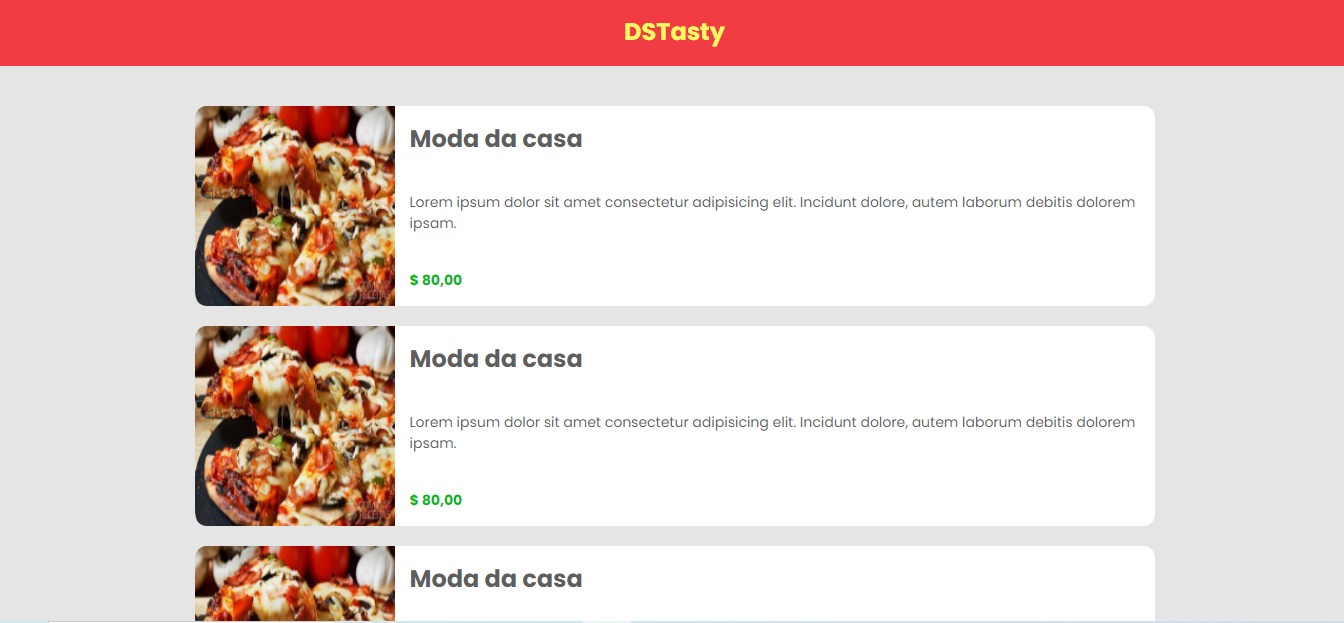 DSTasty
Moda da casa
Lorem ipsum dolor sit amet consectetur adipisicing elit. Incidunt dolore, autem laborum debitis dolorem
ipsam.
$ 80,00
Moda da casa
Lorem ipsum dolor sit amet consectetur adipisicing elit. Incidunt dolore, autem laborum debitis dolorem
ipsam.
$ 80,00
Moda da casa